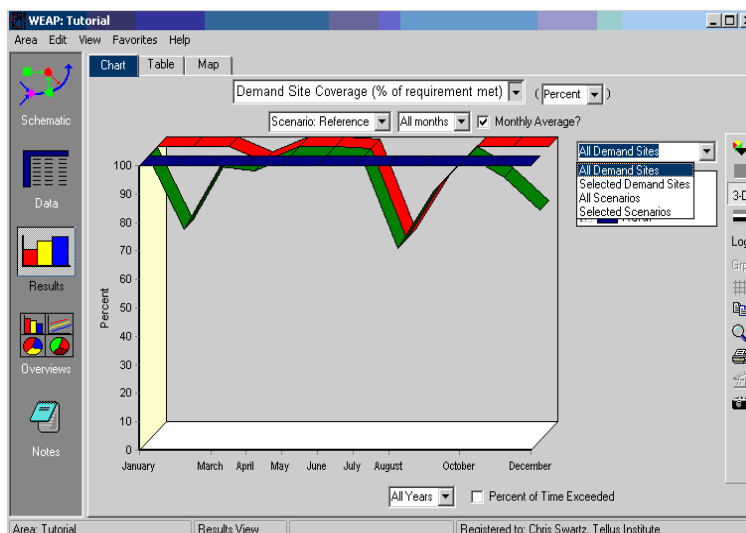 WEAP: Tutorial
Area Edit View Favorites Help
Chart Table Map
Demand Site Coverage (% of requirement met) ( Percent )
Scenario: Reference All months Monthly Average?
Schematic
Data
Results
Overviews
Notes
All Demand Sites
All Demand Sites
Selected Demand Sites
All Scenarios
Selected Scenarios
3-D
Log
Grp
Percent
100
90
80
70
60
50
40
30
20
10
0
January March April May June July August October December
All Years Percent of Time Exceeded
Area: Tutorial Results View Registered to: Chris Swartz, Tellus Institute